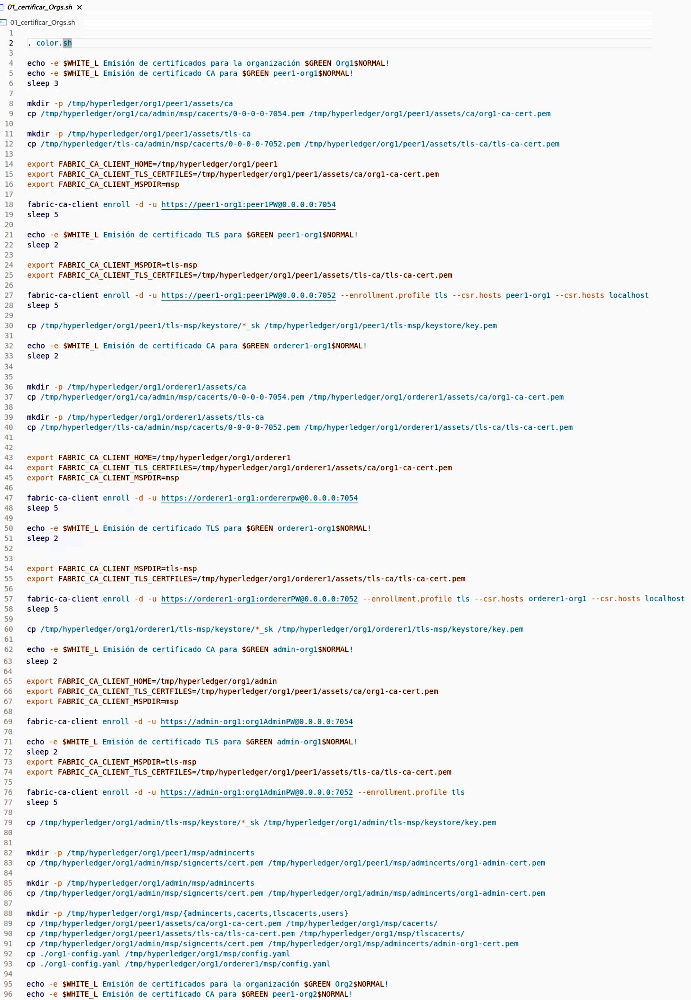 01_certificar_Orgs.sh ×
01_certificar_Orgs.sh
1
2 . color.sh
3
4 echo -e $WHITE_L Emisión de certificados para la organización $GREEN Org1$NORMAL!
5 echo -e $WHITE_L Emisión de certificado CA para $GREEN peer1-org1$NORMAL!
6 sleep 3
7
8 mkdir -p /tmp/hyperledger/org1/peer1/assets/ca
9 cp /tmp/hyperledger/org1/ca/admin/msp/cacerts/0-0-0-0-7054.pem /tmp/hyperledger/org1/peer1/assets/ca/org1-ca-cert.pem
10
11 mkdir -p /tmp/hyperledger/org1/peer1/assets/tls-ca
12 cp /tmp/hyperledger/tls-ca/admin/msp/cacerts/0-0-0-0-7052.pem /tmp/hyperledger/org1/peer1/assets/tls-ca/tls-ca-cert.pem
13
14 export FABRIC_CA_CLIENT_HOME=/tmp/hyperledger/org1/peer1
15 export FABRIC_CA_CLIENT_TLS_CERTFILES=/tmp/hyperledger/org1/peer1/assets/ca/org1-ca-cert.pem
16 export FABRIC_CA_CLIENT_MSPDIR=msp
17
18 fabric-ca-client enroll -d -u https://peer1-org1:peer1PW@0.0.0.0:7054
19 sleep 5
20
21 echo -e $WHITE_L Emisión de certificado TLS para $GREEN peer1-org1$NORMAL!
22 sleep 2
23
24 export FABRIC_CA_CLIENT_MSPDIR=tls-msp
25 export FABRIC_CA_CLIENT_TLS_CERTFILES=/tmp/hyperledger/org1/peer1/assets/tls-ca/tls-ca-cert.pem
26
27 fabric-ca-client enroll -d -u https://peer1-org1:peer1PW@0.0.0.0:7052 --enrollment.profile tls --csr.hosts peer1-org1 --csr.hosts localhost
28 sleep 5
29
30 cp /tmp/hyperledger/org1/peer1/tls-msp/keystore/*_sk /tmp/hyperledger/org1/peer1/tls-msp/keystore/key.pem
31
32 echo -e $WHITE_L Emisión de certificado CA para $GREEN orderer1-org1$NORMAL!
33 sleep 2
34
35
36 mkdir -p /tmp/hyperledger/org1/orderer1/assets/ca
37 cp /tmp/hyperledger/org1/ca/admin/msp/cacerts/0-0-0-0-7054.pem /tmp/hyperledger/org1/orderer1/assets/ca/org1-ca-cert.pem
38
39 mkdir -p /tmp/hyperledger/org1/orderer1/assets/tls-ca
40 cp /tmp/hyperledger/tls-ca/admin/msp/cacerts/0-0-0-0-7052.pem /tmp/hyperledger/org1/orderer1/assets/tls-ca/tls-ca-cert.pem
41
42
43 export FABRIC_CA_CLIENT_HOME=/tmp/hyperledger/org1/orderer1
44 export FABRIC_CA_CLIENT_TLS_CERTFILES=/tmp/hyperledger/org1/orderer1/assets/ca/org1-ca-cert.pem
45 export FABRIC_CA_CLIENT_MSPDIR=msp
46
47 fabric-ca-client enroll -d -u https://orderer1-org1:ordererpw@0.0.0.0:7054
48 sleep 5
49
50 echo -e $WHITE_L Emisión de certificado TLS para $GREEN orderer1-org1$NORMAL!
51 sleep 2
52
53
54 export FABRIC_CA_CLIENT_MSPDIR=tls-msp
55 export FABRIC_CA_CLIENT_TLS_CERTFILES=/tmp/hyperledger/org1/orderer1/assets/tls-ca/tls-ca-cert.pem
56
57 fabric-ca-client enroll -d -u https://orderer1-org1:ordererPW@0.0.0.0:7052 --enrollment.profile tls --csr.hosts orderer1-org1 --csr.hosts localhost
58 sleep 5
59
60 cp /tmp/hyperledger/org1/orderer1/tls-msp/keystore/*_sk /tmp/hyperledger/org1/orderer1/tls-msp/keystore/key.pem
61
62 echo -e $WHITE_L Emisión de certificado CA para $GREEN admin-org1$NORMAL!
63 sleep 2
64
65 export FABRIC_CA_CLIENT_HOME=/tmp/hyperledger/org1/admin
66 export FABRIC_CA_CLIENT_TLS_CERTFILES=/tmp/hyperledger/org1/peer1/assets/ca/org1-ca-cert.pem
67 export FABRIC_CA_CLIENT_MSPDIR=msp
68
69 fabric-ca-client enroll -d -u https://admin-org1:org1AdminPW@0.0.0.0:7054
70
71 echo -e $WHITE_L Emisión de certificado TLS para $GREEN admin-org1$NORMAL!
72 sleep 2
73 export FABRIC_CA_CLIENT_MSPDIR=tls-msp
74 export FABRIC_CA_CLIENT_TLS_CERTFILES=/tmp/hyperledger/org1/peer1/assets/tls-ca/tls-ca-cert.pem
75
76 fabric-ca-client enroll -d -u https://admin-org1:org1AdminPW@0.0.0.0:7052 --enrollment.profile tls
77 sleep 5
78
79 cp /tmp/hyperledger/org1/admin/tls-msp/keystore/*_sk /tmp/hyperledger/org1/admin/tls-msp/keystore/key.pem
80
81
82 mkdir -p /tmp/hyperledger/org1/peer1/msp/admincerts
83 cp /tmp/hyperledger/org1/admin/msp/signcerts/cert.pem /tmp/hyperledger/org1/peer1/msp/admincerts/org1-admin-cert.pem
84
85 mkdir -p /tmp/hyperledger/org1/admin/msp/admincerts
86 cp /tmp/hyperledger/org1/admin/msp/signcerts/cert.pem /tmp/hyperledger/org1/admin/msp/admincerts/org1-admin-cert.pem
87
88 mkdir -p /tmp/hyperledger/org1/msp/{admincerts,cacerts,tlscacerts,users}
89 cp /tmp/hyperledger/org1/peer1/assets/ca/org1-ca-cert.pem /tmp/hyperledger/org1/msp/cacerts/
90 cp /tmp/hyperledger/org1/peer1/assets/tls-ca/tls-ca-cert.pem /tmp/hyperledger/org1/msp/tlscacerts/
91 cp /tmp/hyperledger/org1/admin/msp/signcerts/cert.pem /tmp/hyperledger/org1/msp/admincerts/admin-org1-cert.pem
92 cp ./org1-config.yaml /tmp/hyperledger/org1/msp/config.yaml
93 cp ./org1-config.yaml /tmp/hyperledger/org1/orderer1/msp/config.yaml
94
95 echo -e $WHITE_L Emisión de certificados para la organización $GREEN Org2$NORMAL!
96 echo -e $WHITE_L Emisión de certificado CA para $GREEN peer1-org2$NORMAL!